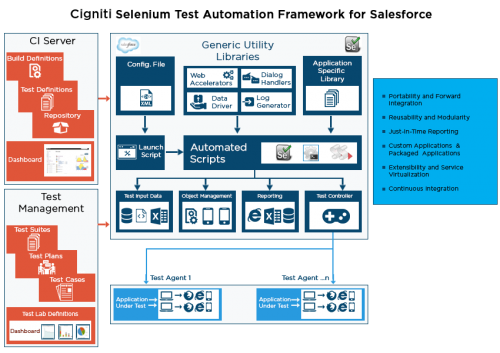 Cigniti Selenium Test Automation Framework for Salesforce
CI Server
Build Definitions
Test Definitions
Repository
Dashboard
Test
Management
Test Suites
Test Plans
Test Cases
Test Lab Definitions
Dashboard
Generic Utility
Libraries
Se
Config. File
XML
Web
Accelerators
Dialog
Handlers
Data
Driver
Log
Generator
Application
Specific
Library
Launch
Script
Automated
Scripts
Se
Test Input Data
Object Management
Reporting
Test Controller
Test Agent 1
Test Agent ...n
Application
Under Test
Application
Under Test
• Portability and Forward
Integration
• Reusability and Modularity
• Just-in-Time Reporting
• Custom Applications &
Packaged Applications
• Extensibility and Service
Virtualization
• Continuous Integration